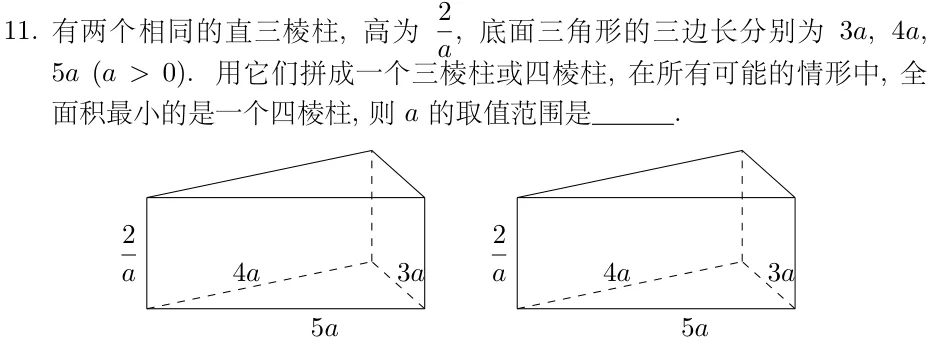 11. 有两个相同的直三棱柱, 高为 2/a, 底面三角形的三边长分别为 3a, 4a,
5a (a > 0). 用它们拼成一个三棱柱或四棱柱, 在所有可能的情形中, 全
面积最小的是一个四棱柱, 则 a 的取值范围是______.
2/a 4a 3a 2/a 4a 3a
5a 5a